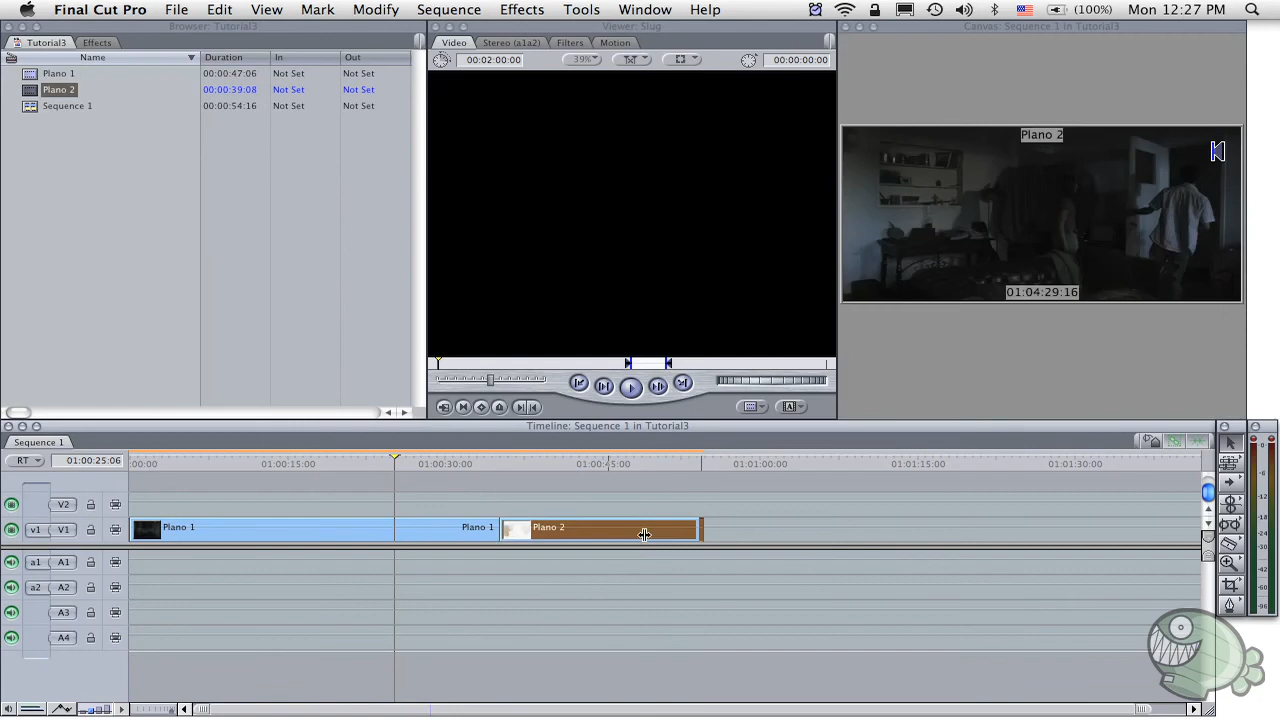 Final Cut Pro File Edit View Mark Modify Sequence Effects Tools Window Help (100%) Mon 12:27 PM
Browser: Tutorial3
Tutorial3 Effects
Name Duration In Out
Plano 1 00:00:47:06 Not Set Not Set
Plano 2 00:00:39:08 Not Set Not Set
Sequence 1 00:00:54:16 Not Set Not Set
Viewer: Slug
Video Stereo (a1a2) Filters Motion
00:02:00:00 39% 00:00:00:00
Canvas: Sequence 1 in Tutorial3
Plano 2
01:04:29:16
Timeline: Sequence 1 in Tutorial3
Sequence 1
RT 01:00:25:06 :00:00 01:00:15:00 01:00:30:00 01:00:45:00 01:01:00:00 01:01:15:00 01:01:30:00
V2
v1 V1 Plano 1 Plano 1 Plano 2
a1 A1
a2 A2
A3
A4
0
-6
-12
-18
-24